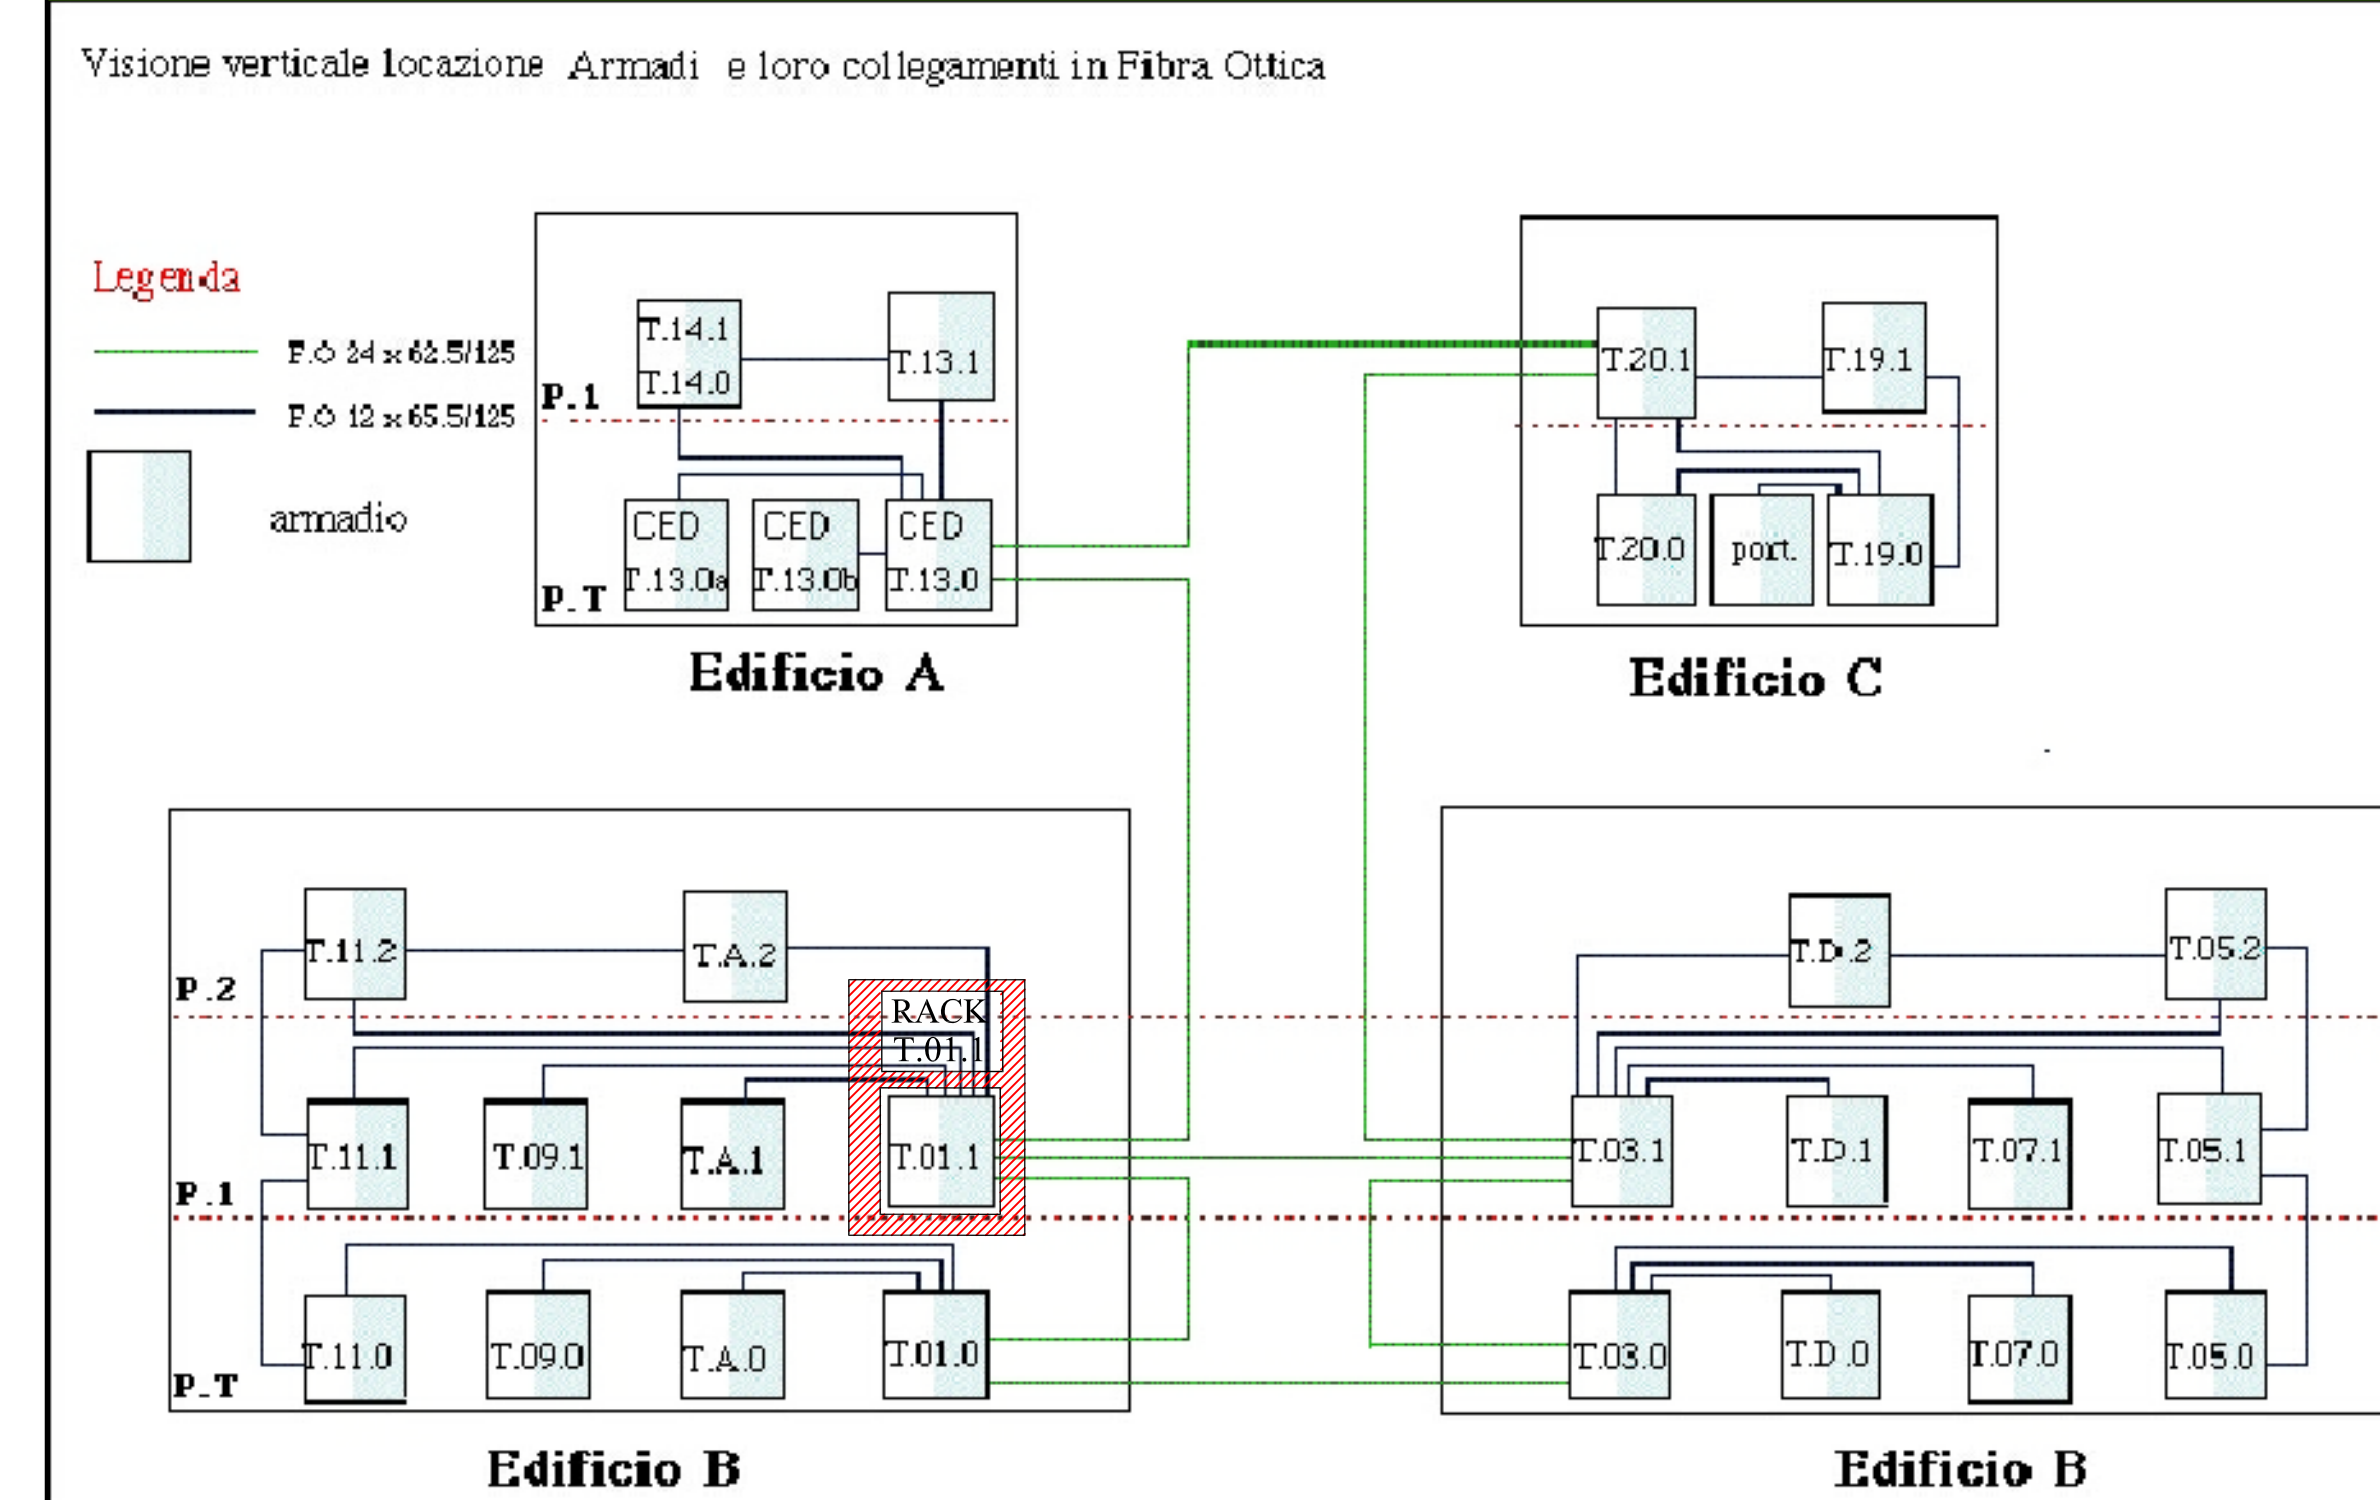 Visione verticale locazione Armadi e loro collegamenti in Fibra Ottica
Legenda
F.O 24 x 62.5/125
F.O 12 x 65.5/125
armadio
T.14.1
T.14.0
T.13.1
P.1
CED
T.13.0a
CED
T.13.0b
CED
T.13.0
P.T
Edificio A
T.20.1
T.19.1
T.20.0
port.
T.19.0
Edificio C
T.11.2
T.A.2
P.2
RACK
T.01.1
T.11.1
T.09.1
T.A.1
T.01.1
P.1
T.11.0
T.09.0
T.A.0
T.01.0
P.T
Edificio B
T.D.2
T.05.2
T.03.1
T.D.1
T.07.1
T.05.1
T.03.0
T.D.0
T.07.0
T.05.0
Edificio B